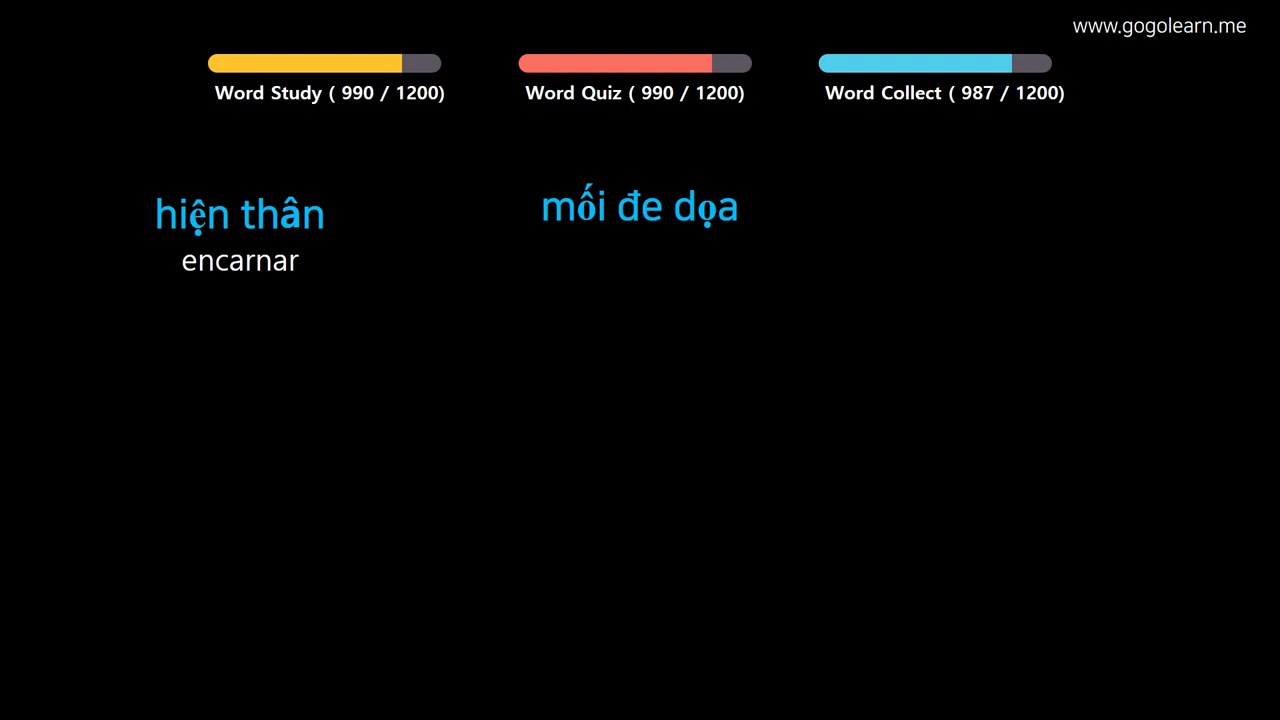 www.gogolearn.me
Word Study ( 990 / 1200)
Word Quiz ( 990 / 1200)
Word Collect ( 987 / 1200)
hiện thân
encarnar
mối đe dọa